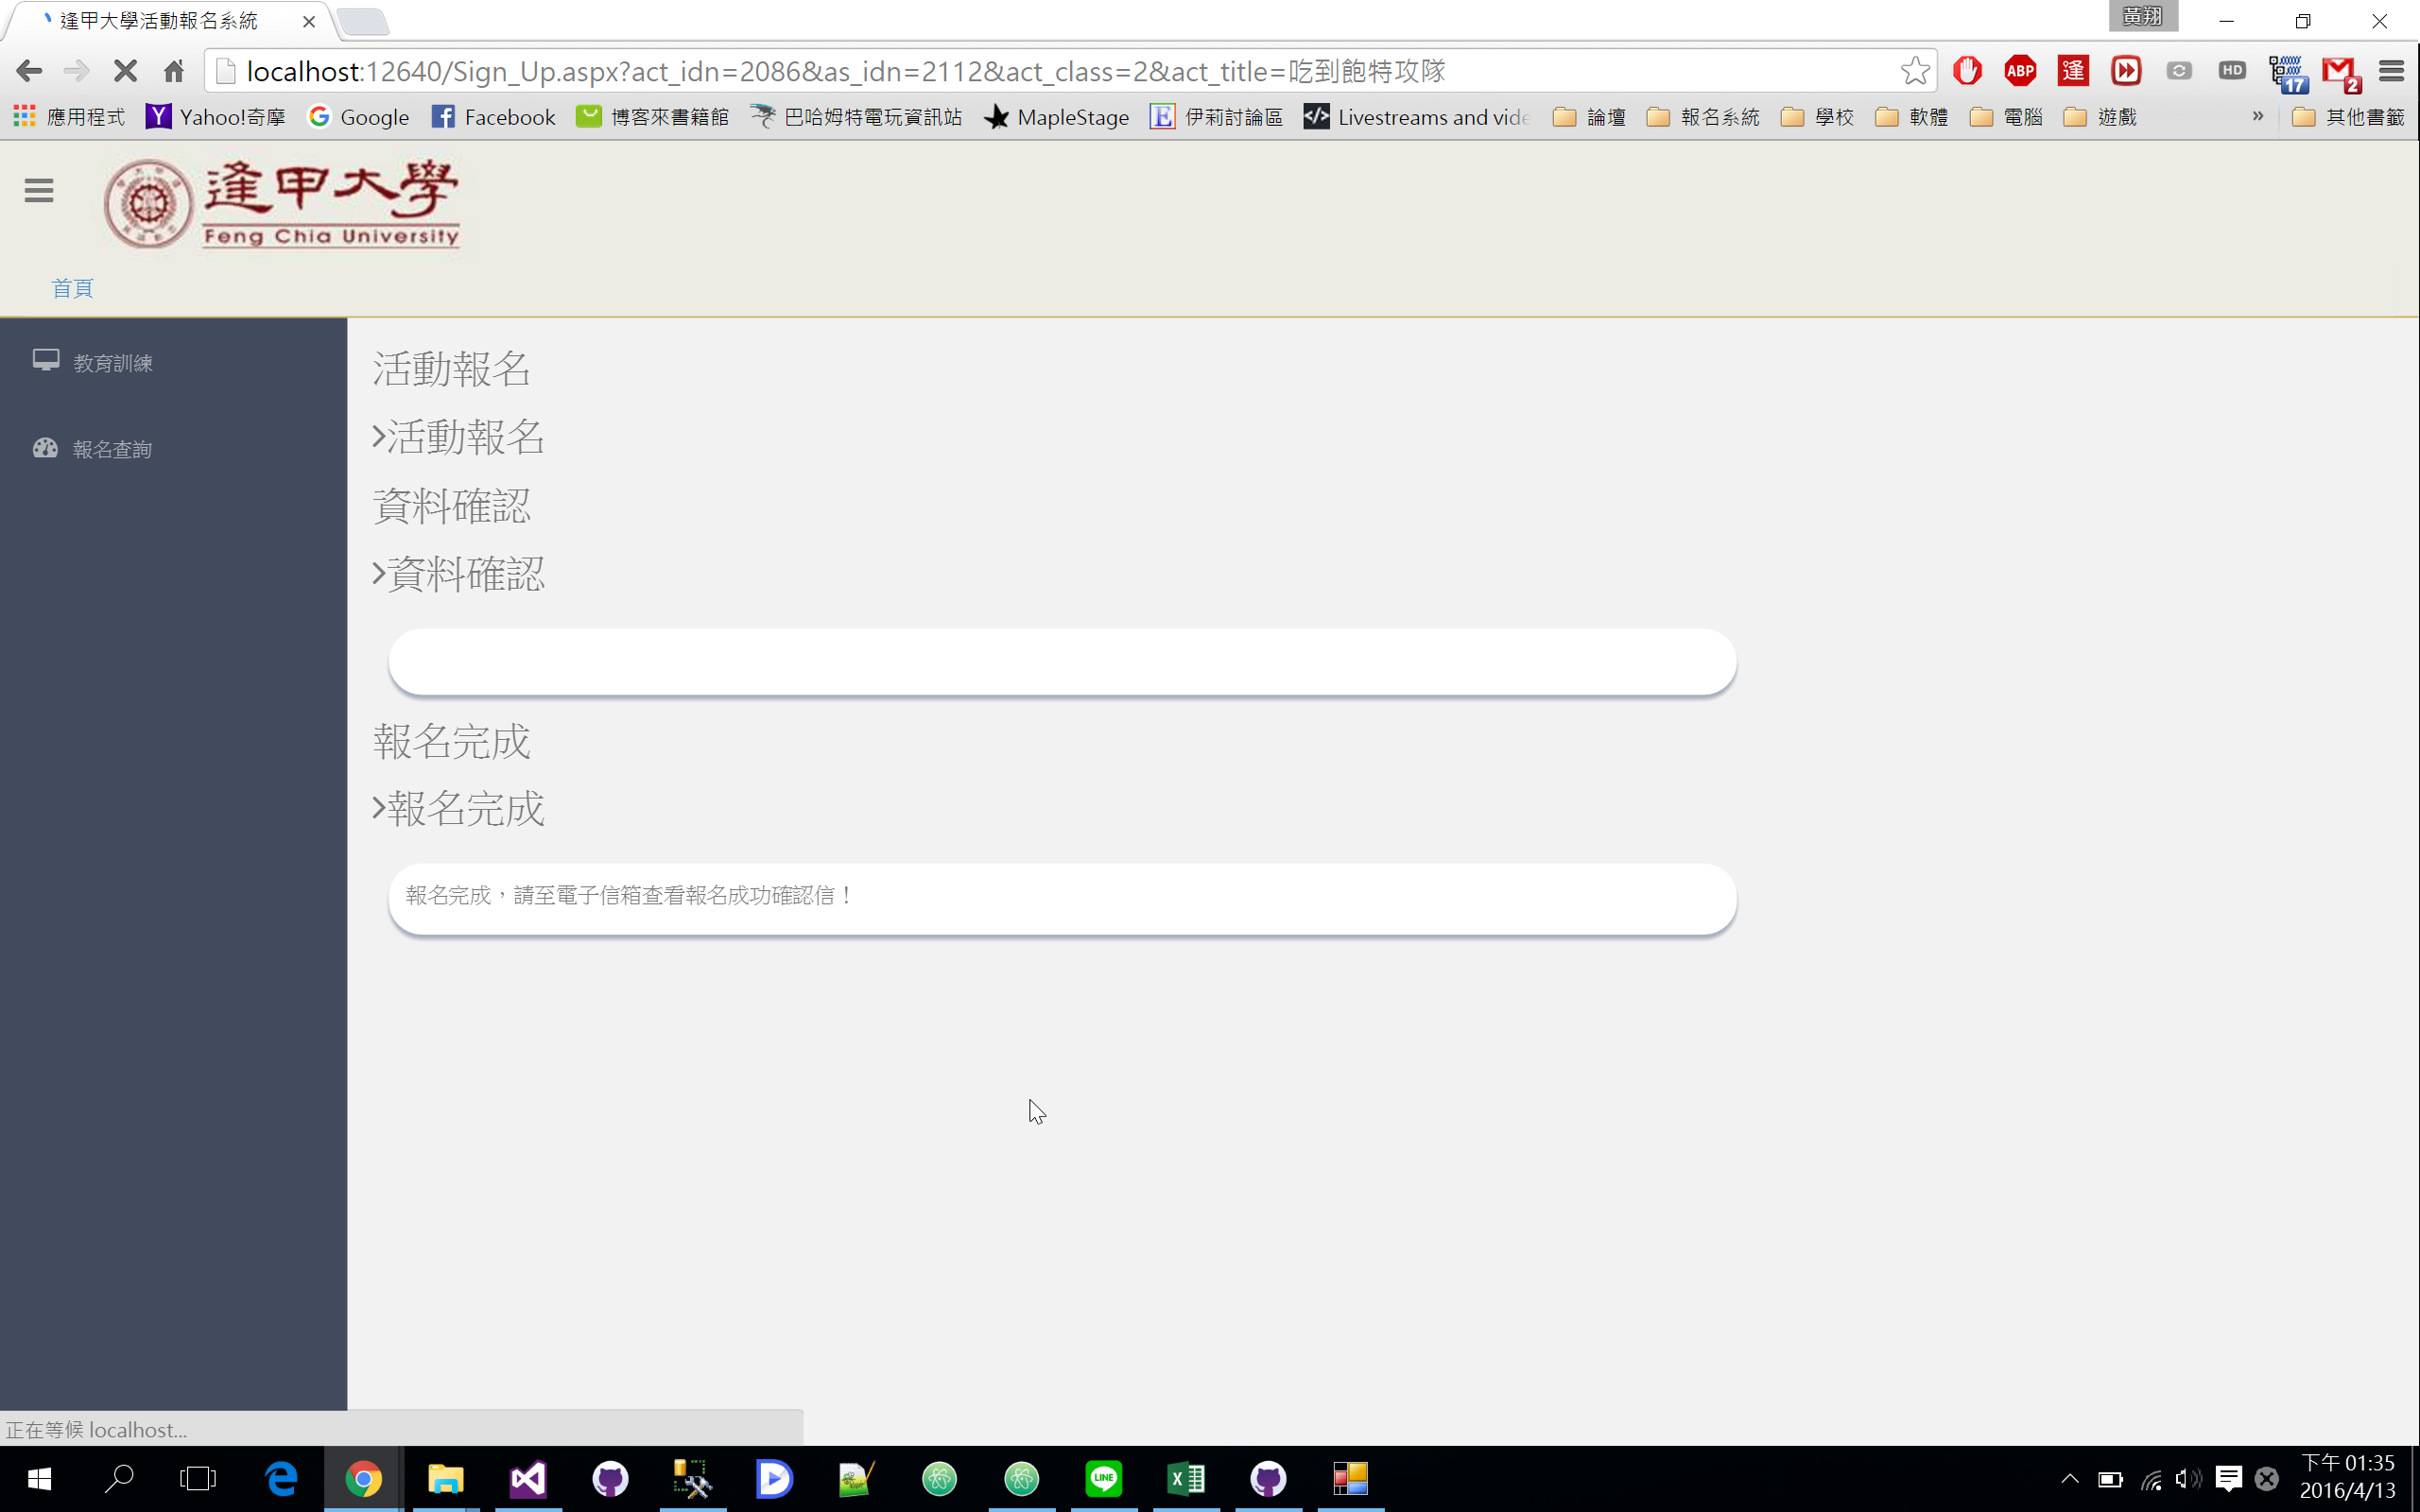 逢甲大學活動報名系統
黃翔
localhost:12640/Sign_Up.aspx?act_idn=2086&as_idn=2112&act_class=2&act_title=吃到飽特攻隊
ABP
逢
HD
17
2
應用程式
Yahoo!奇摩
Google
Facebook
博客來書籍館
巴哈姆特電玩資訊站
MapleStage
伊莉討論區
Livestreams and vide
論壇
報名系統
學校
軟體
電腦
遊戲
»
其他書籤
逢甲大學
Feng Chia University
首頁
教育訓練
報名查詢
活動報名
>活動報名
資料確認
>資料確認
報名完成
>報名完成
報名完成，請至電子信箱查看報名成功確認信！
正在等候 localhost...
LINE
下午 01:35
2016/4/13